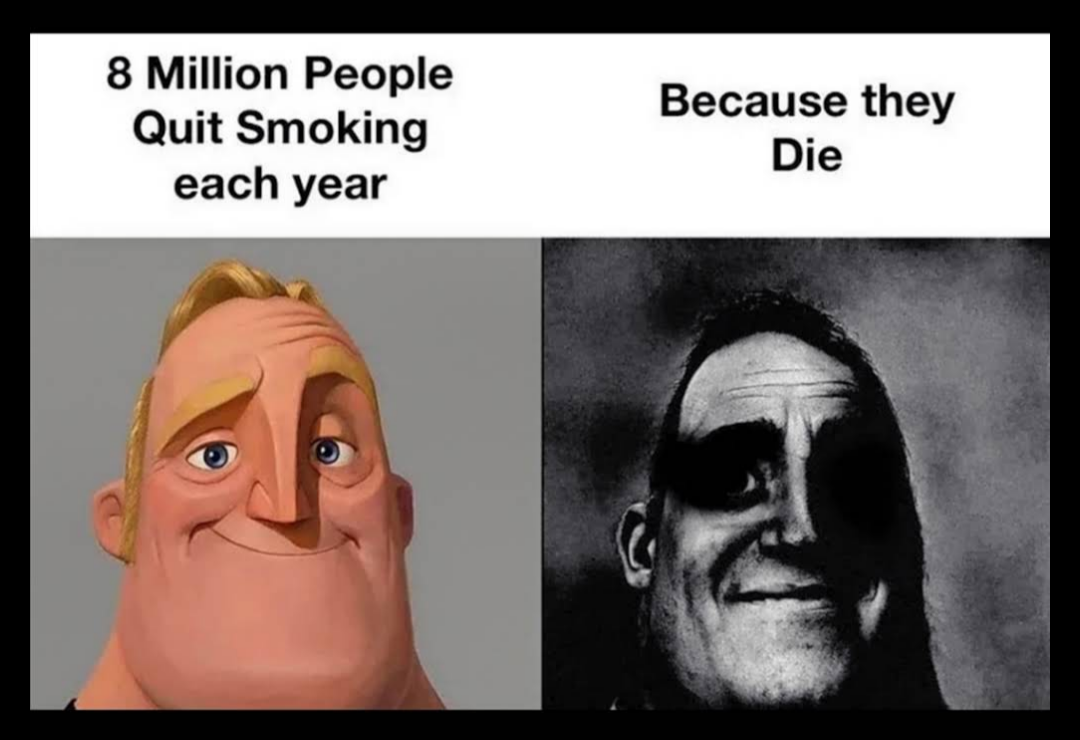 8 Million People
Quit Smoking
each year
Because they
Die